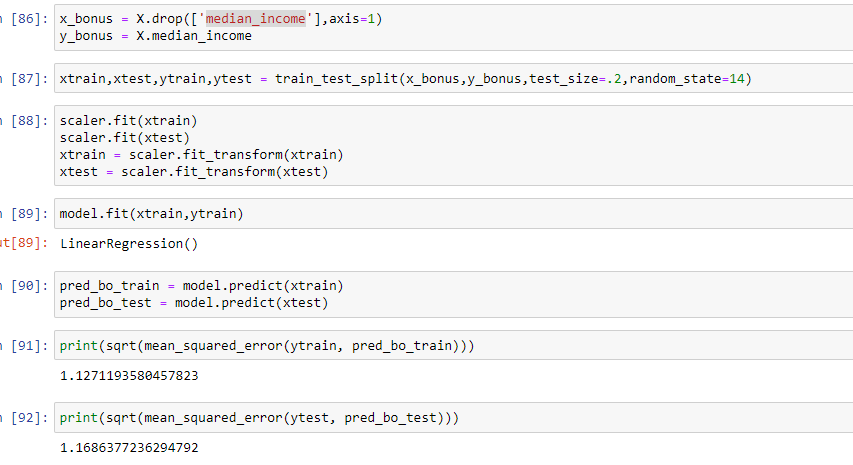 [86]: x_bonus = X.drop(['median_income'],axis=1)
y_bonus = X.median_income
[87]: xtrain,xtest,ytrain,ytest = train_test_split(x_bonus,y_bonus,test_size=.2,random_state=14)
[88]: scaler.fit(xtrain)
scaler.fit(xtest)
xtrain = scaler.fit_transform(xtrain)
xtest = scaler.fit_transform(xtest)
[89]: model.fit(xtrain,ytrain)
ut[89]: LinearRegression()
[90]: pred_bo_train = model.predict(xtrain)
pred_bo_test = model.predict(xtest)
[91]: print(sqrt(mean_squared_error(ytrain, pred_bo_train)))
1.1271193580457823
[92]: print(sqrt(mean_squared_error(ytest, pred_bo_test)))
1.1686377236294792